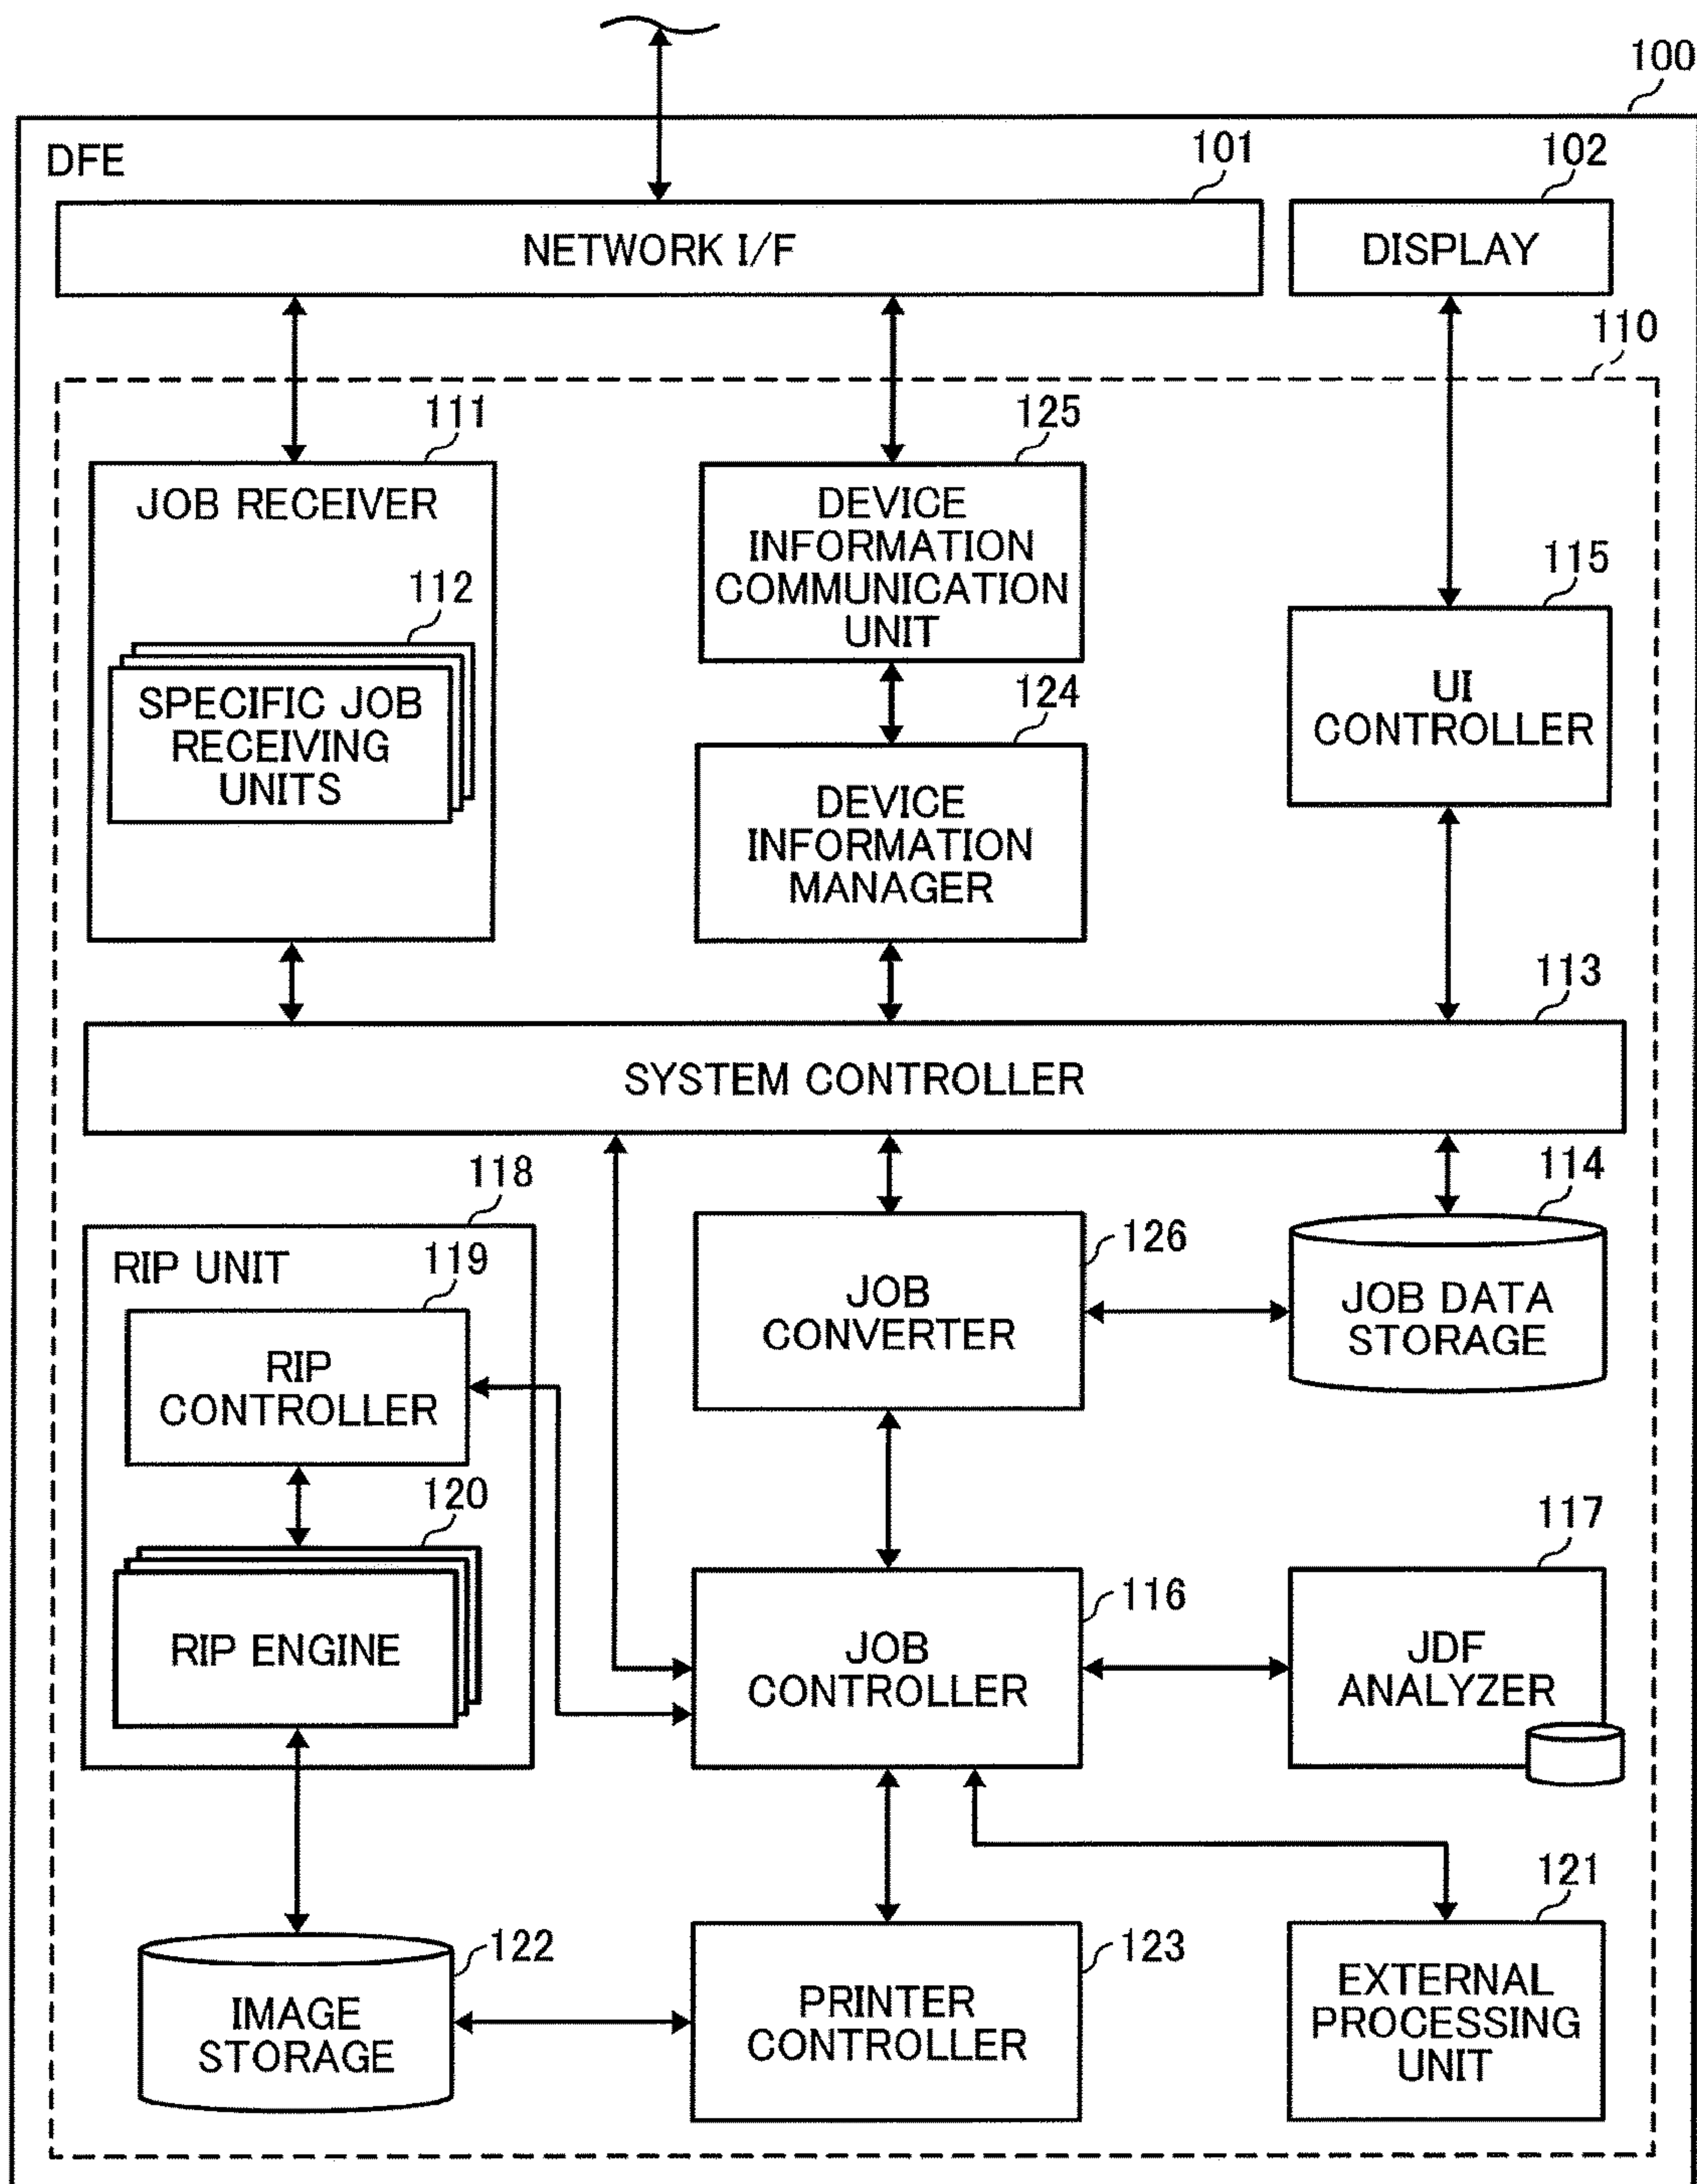 100
DFE
101
102
NETWORK I/F
DISPLAY
110
111
125
JOB RECEIVER
DEVICE
INFORMATION
COMMUNICATION
UNIT
112
115
SPECIFIC JOB
RECEIVING
UNITS
124
UI
CONTROLLER
DEVICE
INFORMATION
MANAGER
113
SYSTEM CONTROLLER
118
114
RIP UNIT
119
126
JOB
CONVERTER
JOB DATA
STORAGE
RIP
CONTROLLER
120
117
RIP ENGINE
116
JOB
CONTROLLER
JDF
ANALYZER
121
122
123
IMAGE
STORAGE
PRINTER
CONTROLLER
EXTERNAL
PROCESSING
UNIT